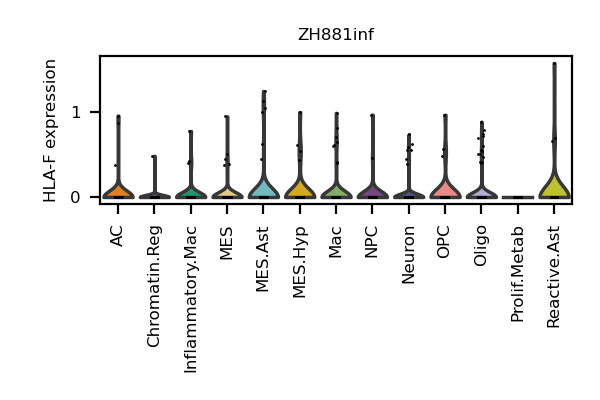 ZH881inf
HLA-F expression
1
0
AC
Chromatin.Reg
Inflammatory.Mac
MES
MES.Ast
MES.Hyp
Mac
NPC
Neuron
OPC
Oligo
Prolif.Metab
Reactive.Ast